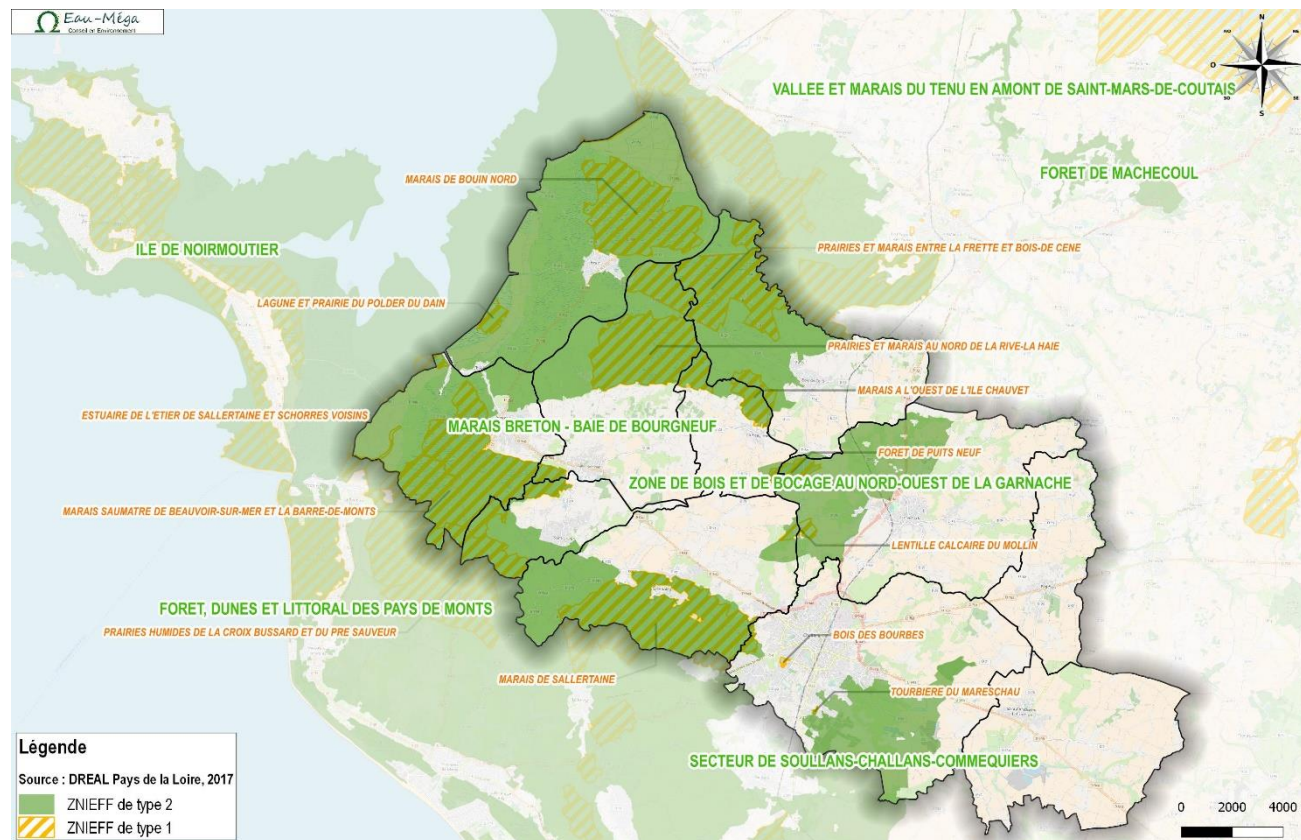 Eau-Méga
Conseil en Environnement
N
NO
NE
O
SO
SE
S
VALLEE ET MARAIS DU TENU EN AMONT DE SAINT-MARS-DE-COUTAIS
FORET DE MACHECOUL
MARAIS DE BOUIN NORD
ILE DE NOIRMOUTIER
PRAIRIES ET MARAIS ENTRE LA FRETTE ET BOIS-DE CENE
LAGUNE ET PRAIRIE DU POLDER DU DAIN
PRAIRIES ET MARAIS AU NORD DE LA RIVE-LA HAIE
MARAIS A L'OUEST DE L'ILE CHAUVET
ESTUAIRE DE L'ETIER DE SALLERTAINE ET SCHORRES VOISINS
MARAIS BRETON - BAIE DE BOURGNEUF
FORET DE PUITS NEUF
ZONE DE BOIS ET DE BOCAGE AU NORD-OUEST DE LA GARNACHE
MARAIS SAUMATRE DE BEAUVOIR-SUR-MER ET LA BARRE-DE-MONTS
LENTILLE CALCAIRE DU MOLLIN
FORET, DUNES ET LITTORAL DES PAYS DE MONTS
PRAIRIES HUMIDES DE LA CROIX BUSSARD ET DU PRE SAUVEUR
BOIS DES BOURBES
MARAIS DE SALLERTAINE
TOURBIERE DU MARESCHAU
SECTEUR DE SOULLANS-CHALLANS-COMMEQUIERS
Légende
Source : DREAL Pays de la Loire, 2017
ZNIEFF de type 2
ZNIEFF de type 1
0 2000 4000